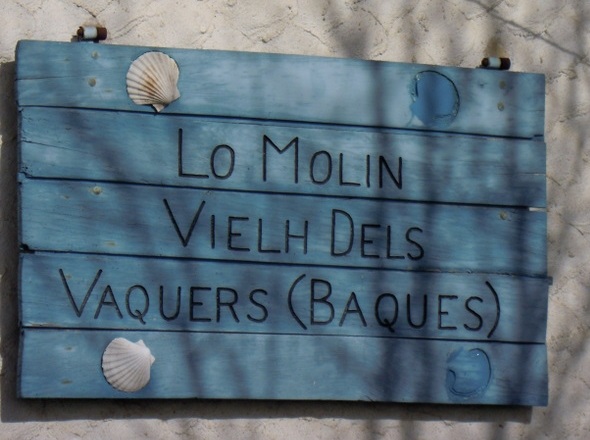 Lo Molin
Vielh Dels
Vaquers (Baques)